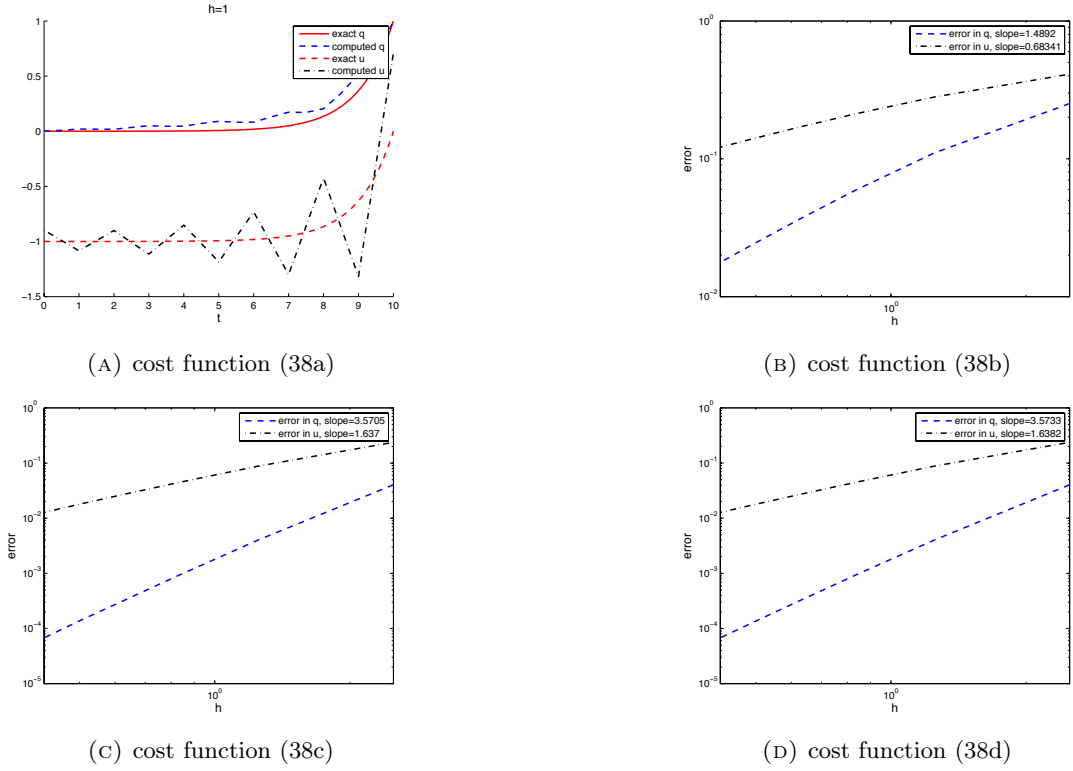 h=1
exact q
computed q
exact u
computed u
1
0.5
0
−0.5
−1
−1.5
0 1 2 3 4 5 6 7 8 9 10
t
(A) cost function (38a)
error in q, slope=1.4892
error in u, slope=0.68341
10^0
10^−1
10^−2
error
10^0
h
(B) cost function (38b)
error in q, slope=3.5705
error in u, slope=1.637
10^0
10^−1
10^−2
10^−3
10^−4
10^−5
error
10^0
h
(C) cost function (38c)
error in q, slope=3.5733
error in u, slope=1.6382
10^0
10^−1
10^−2
10^−3
10^−4
10^−5
error
10^0
h
(D) cost function (38d)